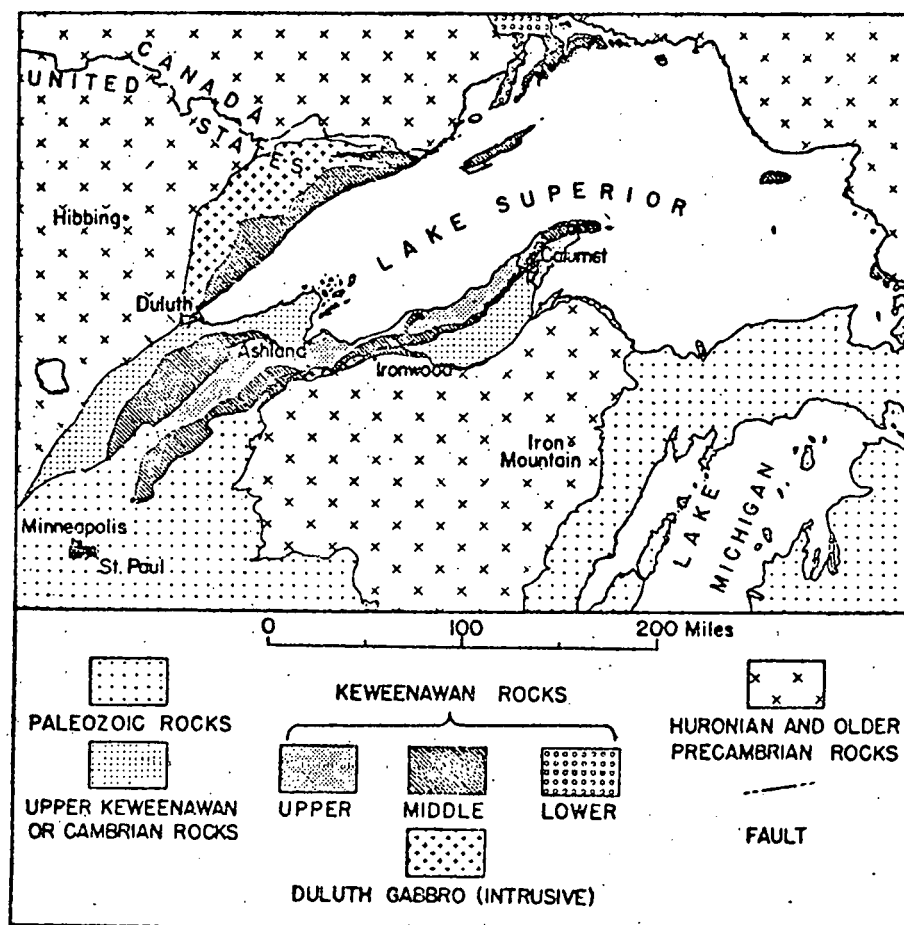 CANADA
UNITED STATES
Hibbing
LAKE SUPERIOR
Calumet
Duluth
Ashland
Ironwood
Iron
Mountain
LAKE
MICHIGAN
Minneapolis
St. Paul
0 100 200 Miles
KEWEENAWAN ROCKS
PALEOZOIC ROCKS
HURONIAN AND OLDER
PRECAMBRIAN ROCKS
UPPER KEWEENAWAN
OR CAMBRIAN ROCKS
UPPER MIDDLE LOWER
FAULT
DULUTH GABBRO (INTRUSIVE)